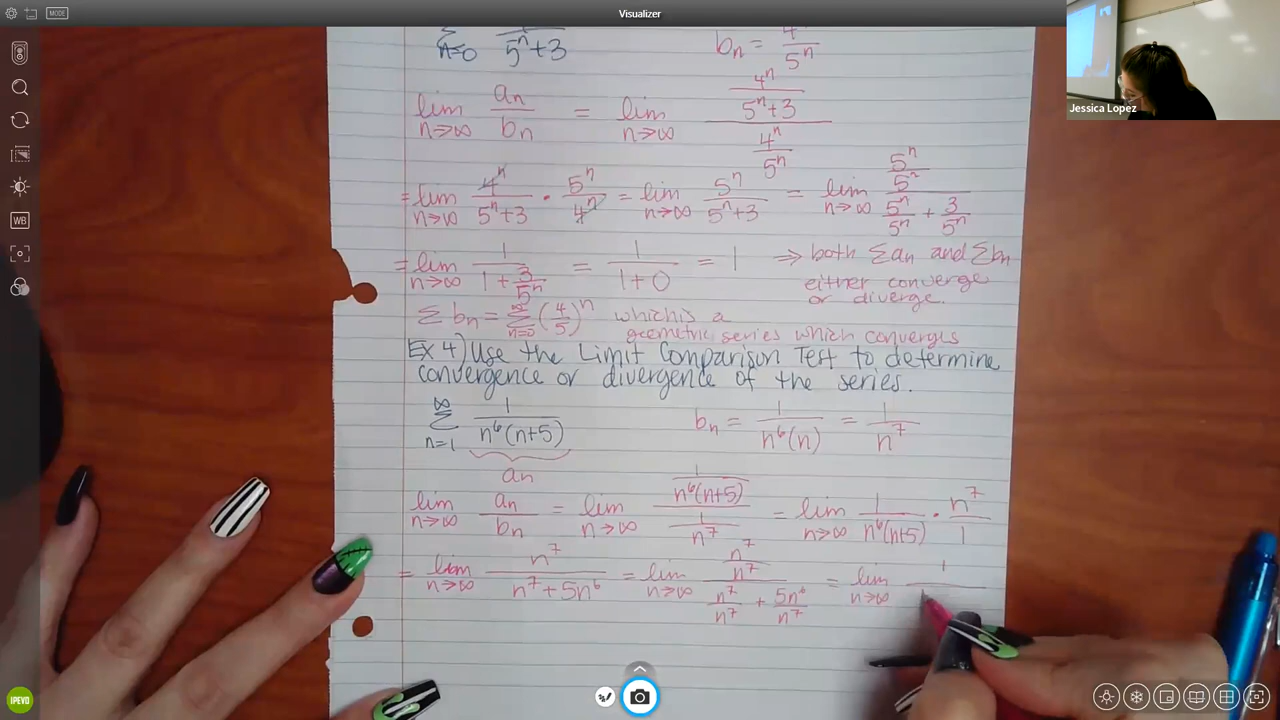 MODE
Visualizer
Jessica Lopez
WB
∞ Σ n=0 4^n/(5^n+3) b_n = 4^n/5^n
lim n→∞ a_n/b_n = lim n→∞ (4^n/(5^n+3))/(4^n/5^n)
= lim n→∞ 4^n/(5^n+3) · 5^n/4^n = lim n→∞ 5^n/(5^n+3) = lim n→∞ (5^n/5^n)/(5^n/5^n + 3/5^n)
= lim n→∞ 1/(1+3/5^n) = 1/(1+0) = 1 ⇒ both Σa_n and Σb_n
either converge
or diverge.
Σ b_n = ∞ Σ n=0 (4/5)^n which is a
geometric series which converges
EX 4) Use the Limit Comparison Test to determine
convergence or divergence of the series.
∞ Σ n=1 1/(n^6(n+5)) b_n = 1/(n^6(n)) = 1/n^7
a_n
lim n→∞ a_n/b_n = lim n→∞ (1/(n^6(n+5)))/(1/n^7) = lim n→∞ 1/(n^6(n+5)) · n^7/1
= lim n→∞ n^7/(n^7+5n^6) = lim n→∞ (n^7/n^7)/(n^7/n^7 + 5n^6/n^7) = lim n→∞ 1/1
IPEVO